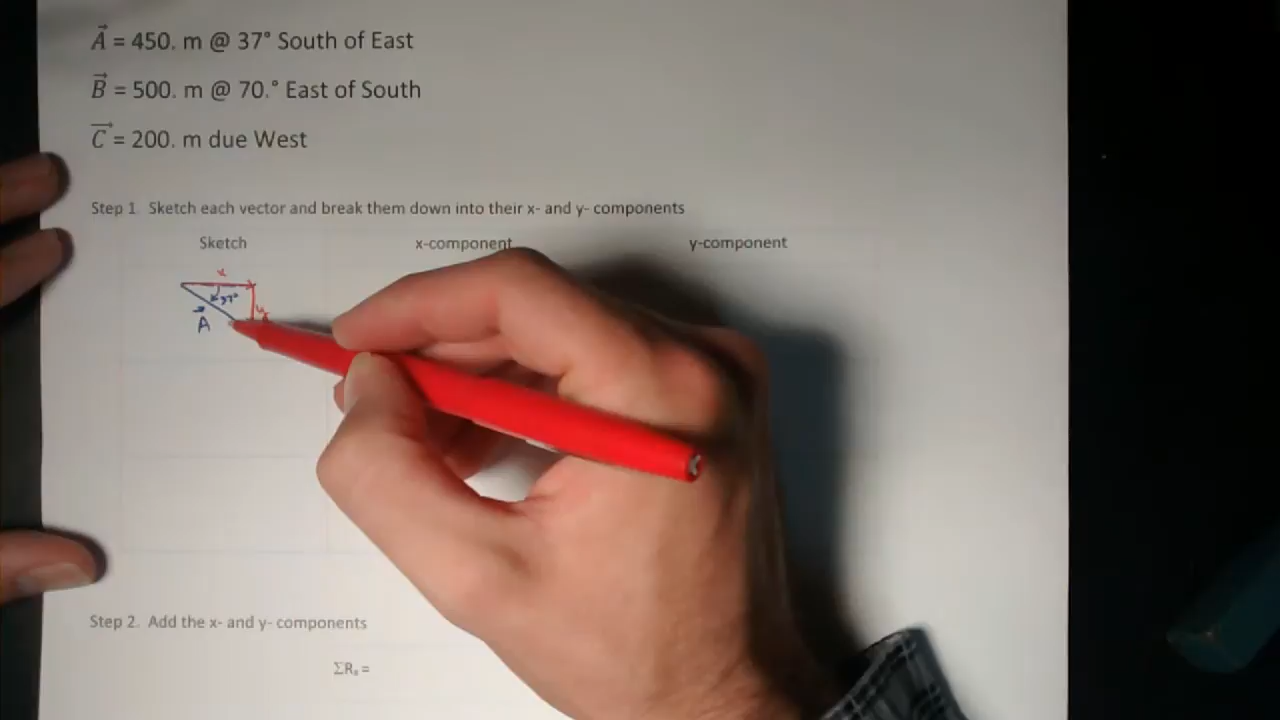 A⃗ = 450. m @ 37° South of East
B⃗ = 500. m @ 70.° East of South
C⃗ = 200. m due West
Step 1. Sketch each vector and break them down into their x- and y- components
Sketch x-component y-component
x
37°
y
A⃗
Step 2. Add the x- and y- components
ΣRₓ =